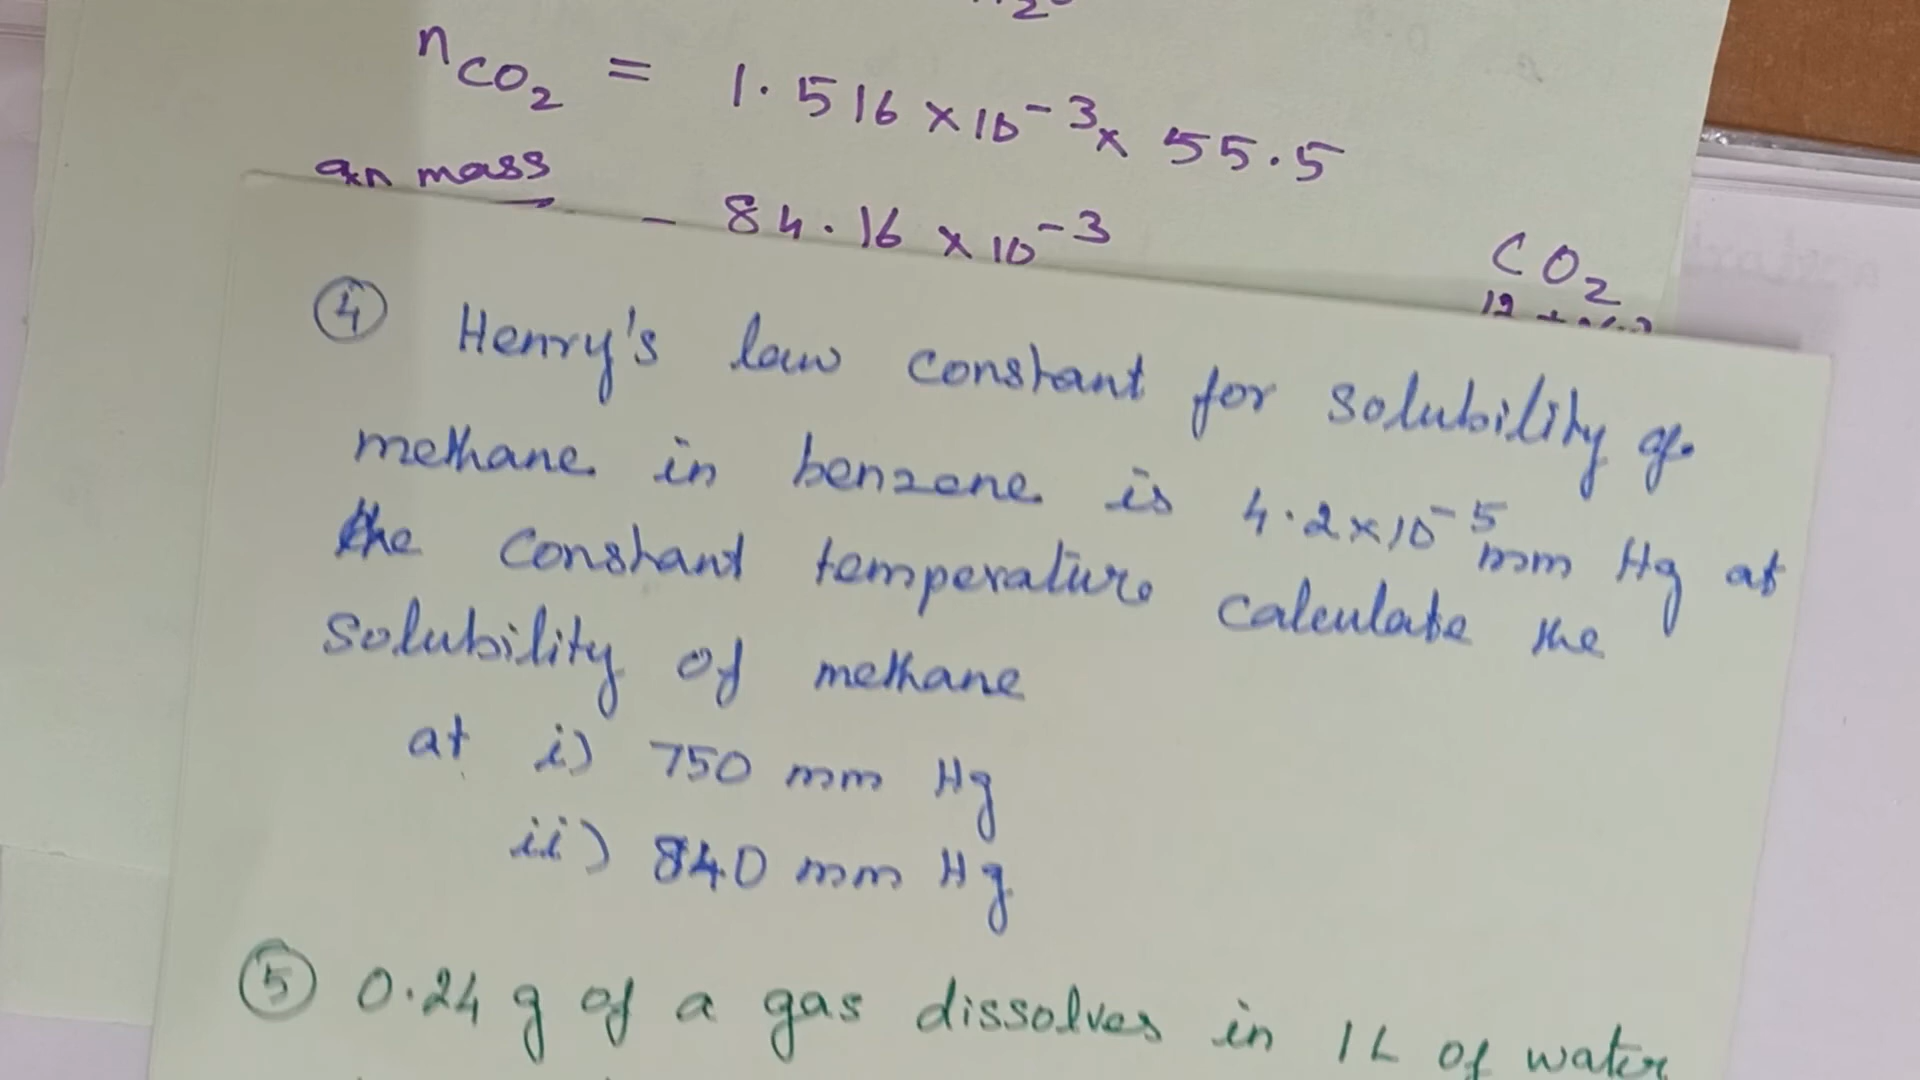 nCO₂ = 1.516 × 10⁻³ × 55.5
mass
84.16 × 10⁻³
CO₂
④ Henry's law constant for solubility of
methane in benzene is 4.2×10⁻⁵ mm Hg at
the constant temperature calculate the
solubility of methane
at i) 750 mm Hg
ii) 840 mm Hg
⑤ 0.24 g of a gas dissolves in 1L of water